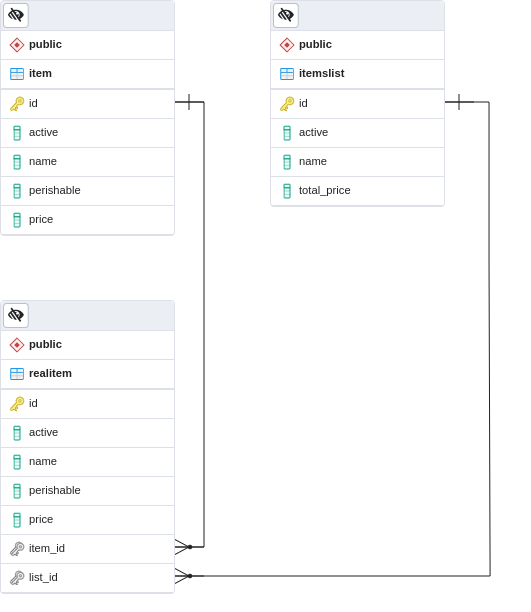 public
item
id
active
name
perishable
price
public
itemslist
id
active
name
total_price
public
realitem
id
active
name
perishable
price
item_id
list_id